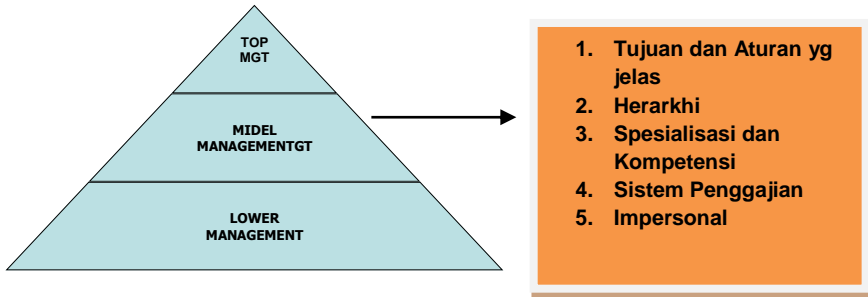 TOP
MGT
MIDEL
MANAGEMENTGT
LOWER
MANAGEMENT
1. Tujuan dan Aturan yg
jelas
2. Herarkhi
3. Spesialisasi dan
Kompetensi
4. Sistem Penggajian
5. Impersonal